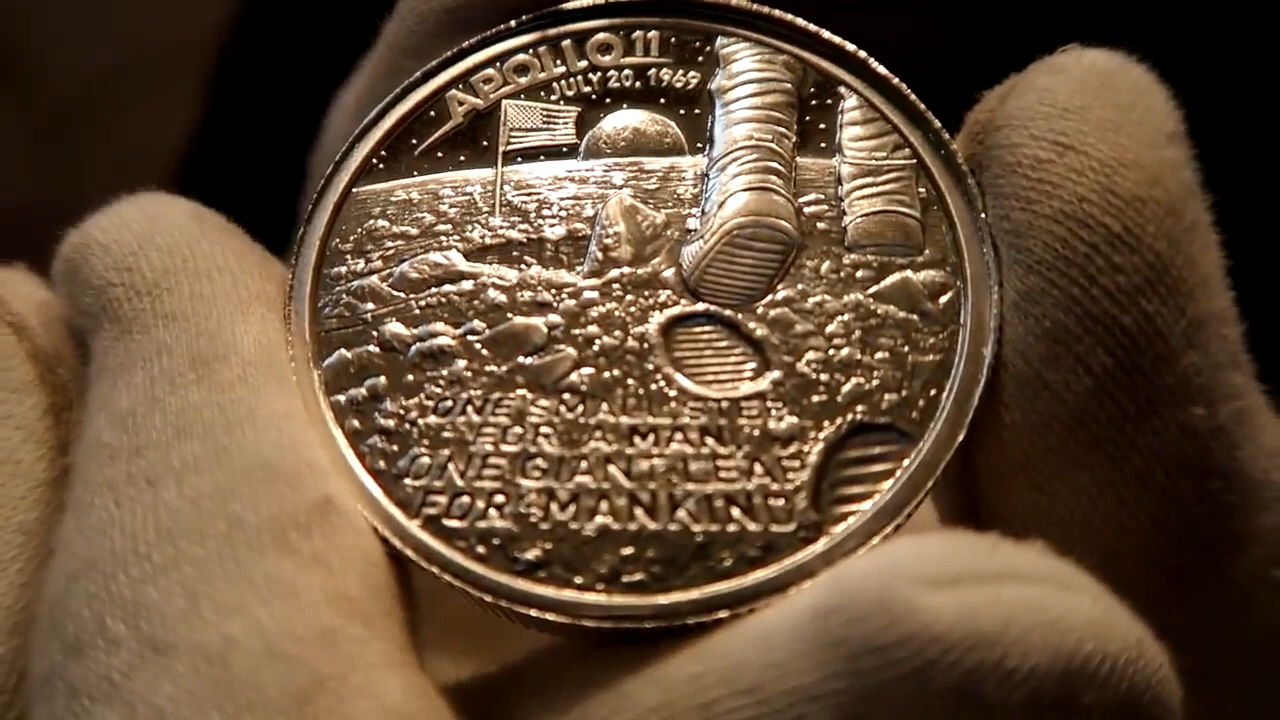 APOLLO 11
JULY 20, 1969
ONE SMALL STEP
FOR A MAN,
ONE GIANT LEAP
FOR MANKIND